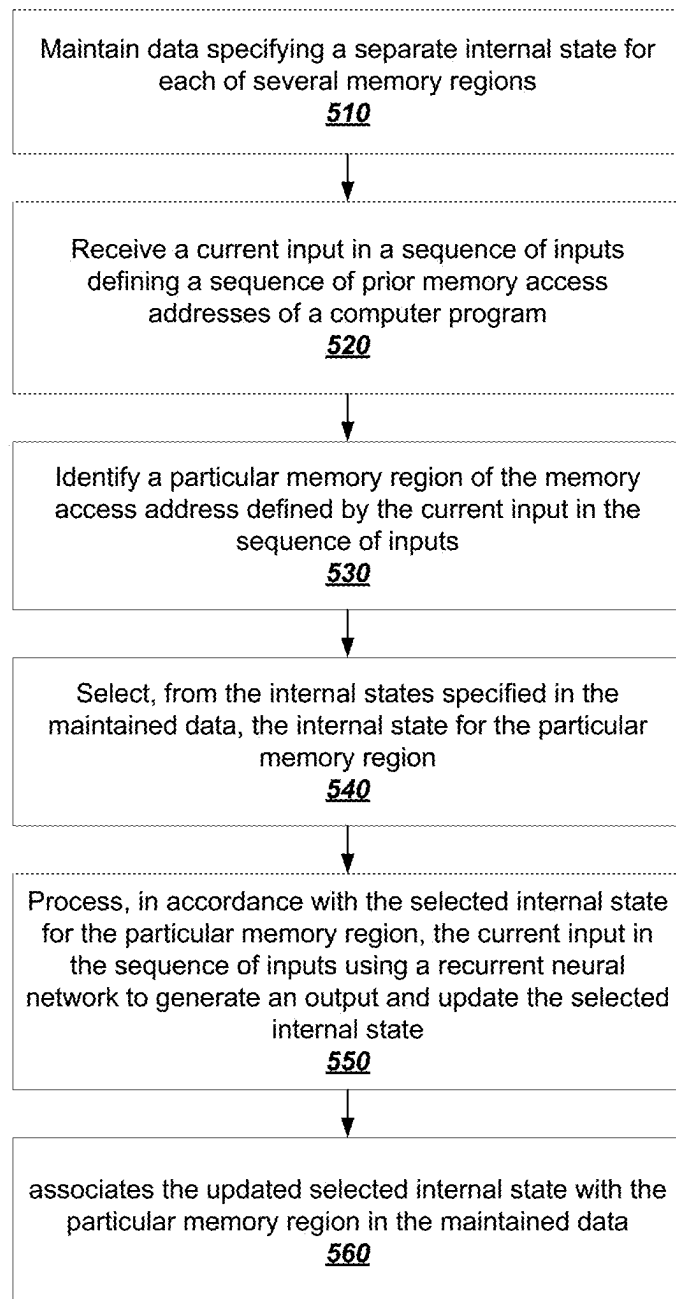 Maintain data specifying a separate internal state for
each of several memory regions
510
Receive a current input in a sequence of inputs
defining a sequence of prior memory access
addresses of a computer program
520
Identify a particular memory region of the memory
access address defined by the current input in the
sequence of inputs
530
Select, from the internal states specified in the
maintained data, the internal state for the particular
memory region
540
Process, in accordance with the selected internal state
for the particular memory region, the current input in
the sequence of inputs using a recurrent neural
network to generate an output and update the selected
internal state
550
associates the updated selected internal state with the
particular memory region in the maintained data
560